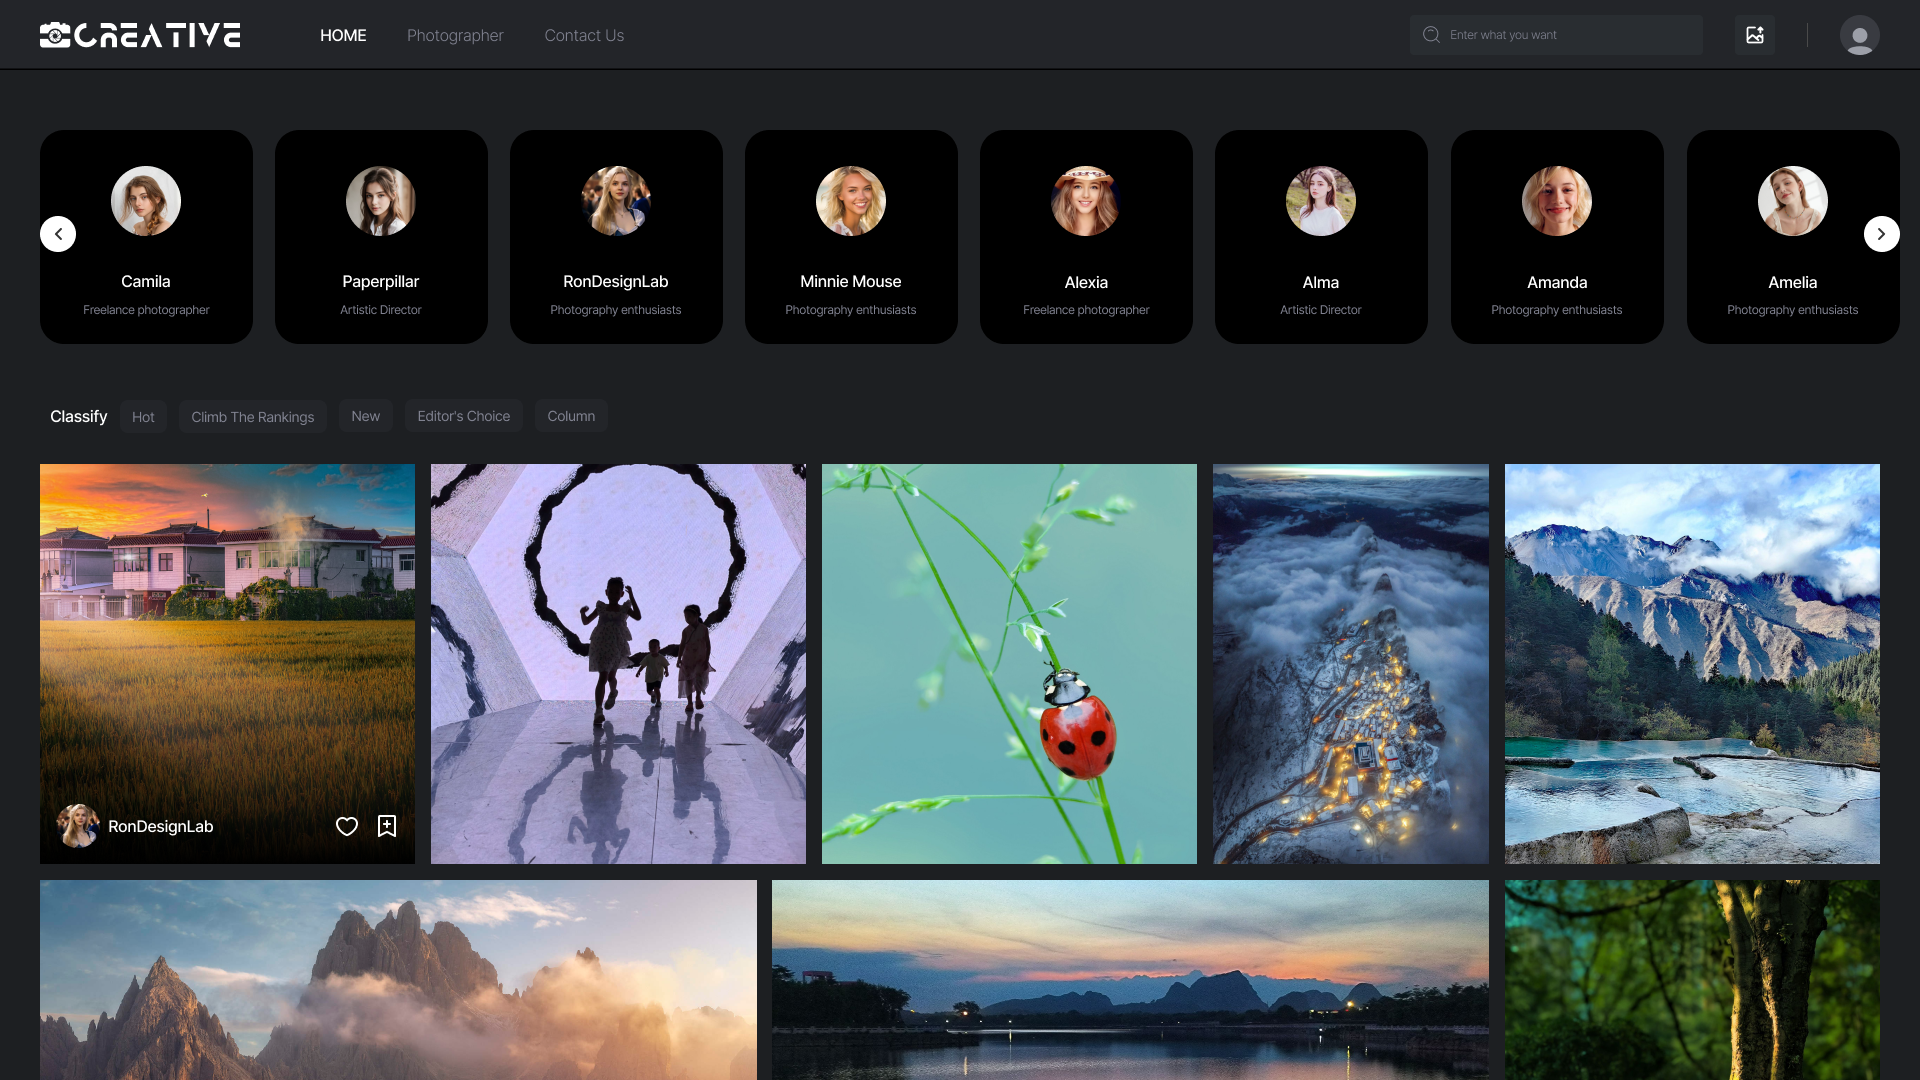 CREATIVE
HOME
Photographer
Contact Us
Enter what you want
Camila
Freelance photographer
Paperpillar
Artistic Director
RonDesignLab
Photography enthusiasts
Minnie Mouse
Photography enthusiasts
Alexia
Freelance photographer
Alma
Artistic Director
Amanda
Photography enthusiasts
Amelia
Photography enthusiasts
Classify
Hot
Climb The Rankings
New
Editor's Choice
Column
RonDesignLab